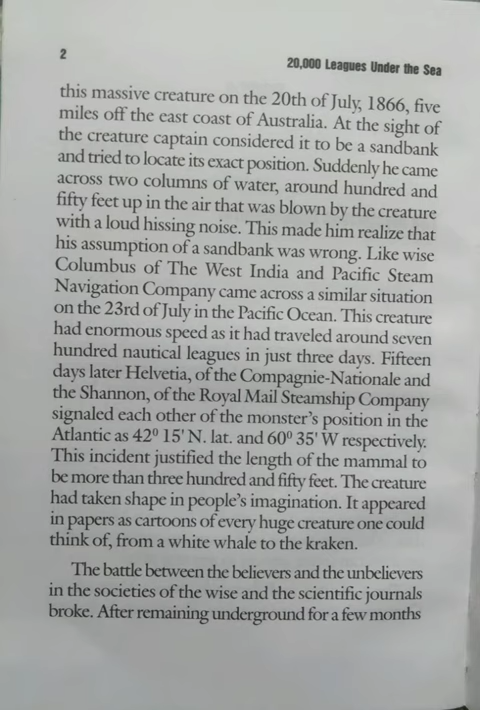 2
20,000 Leagues Under the Sea
this massive creature on the 20th of July, 1866, five
miles off the east coast of Australia. At the sight of
the creature captain considered it to be a sandbank
and tried to locate its exact position. Suddenly he came
across two columns of water, around hundred and
fifty feet up in the air that was blown by the creature
with a loud hissing noise. This made him realize that
his assumption of a sandbank was wrong. Like wise
Columbus of The West India and Pacific Steam
Navigation Company came across a similar situation
on the 23rd of July in the Pacific Ocean. This creature
had enormous speed as it had traveled around seven
hundred nautical leagues in just three days. Fifteen
days later Helvetia, of the Compagnie-Nationale and
the Shannon, of the Royal Mail Steamship Company
signaled each other of the monster's position in the
Atlantic as 42⁰ 15' N. lat. and 60⁰ 35' W respectively.
This incident justified the length of the mammal to
be more than three hundred and fifty feet. The creature
had taken shape in people's imagination. It appeared
in papers as cartoons of every huge creature one could
think of, from a white whale to the kraken.
The battle between the believers and the unbelievers
in the societies of the wise and the scientific journals
broke. After remaining underground for a few months